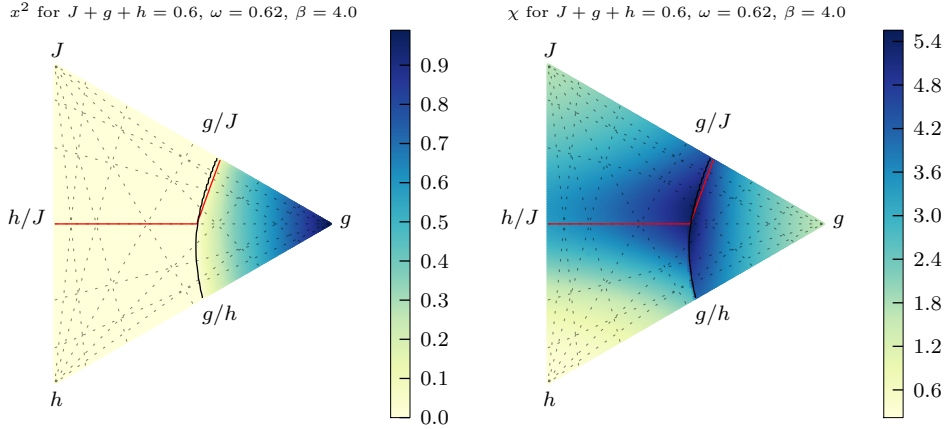 x² for J + g + h = 0.6, ω = 0.62, β = 4.0
J
g/J
h/J
g
g/h
h
0.9
0.8
0.7
0.6
0.5
0.4
0.3
0.2
0.1
0.0
χ for J + g + h = 0.6, ω = 0.62, β = 4.0
J
g/J
h/J
g
g/h
h
5.4
4.8
4.2
3.6
3.0
2.4
1.8
1.2
0.6